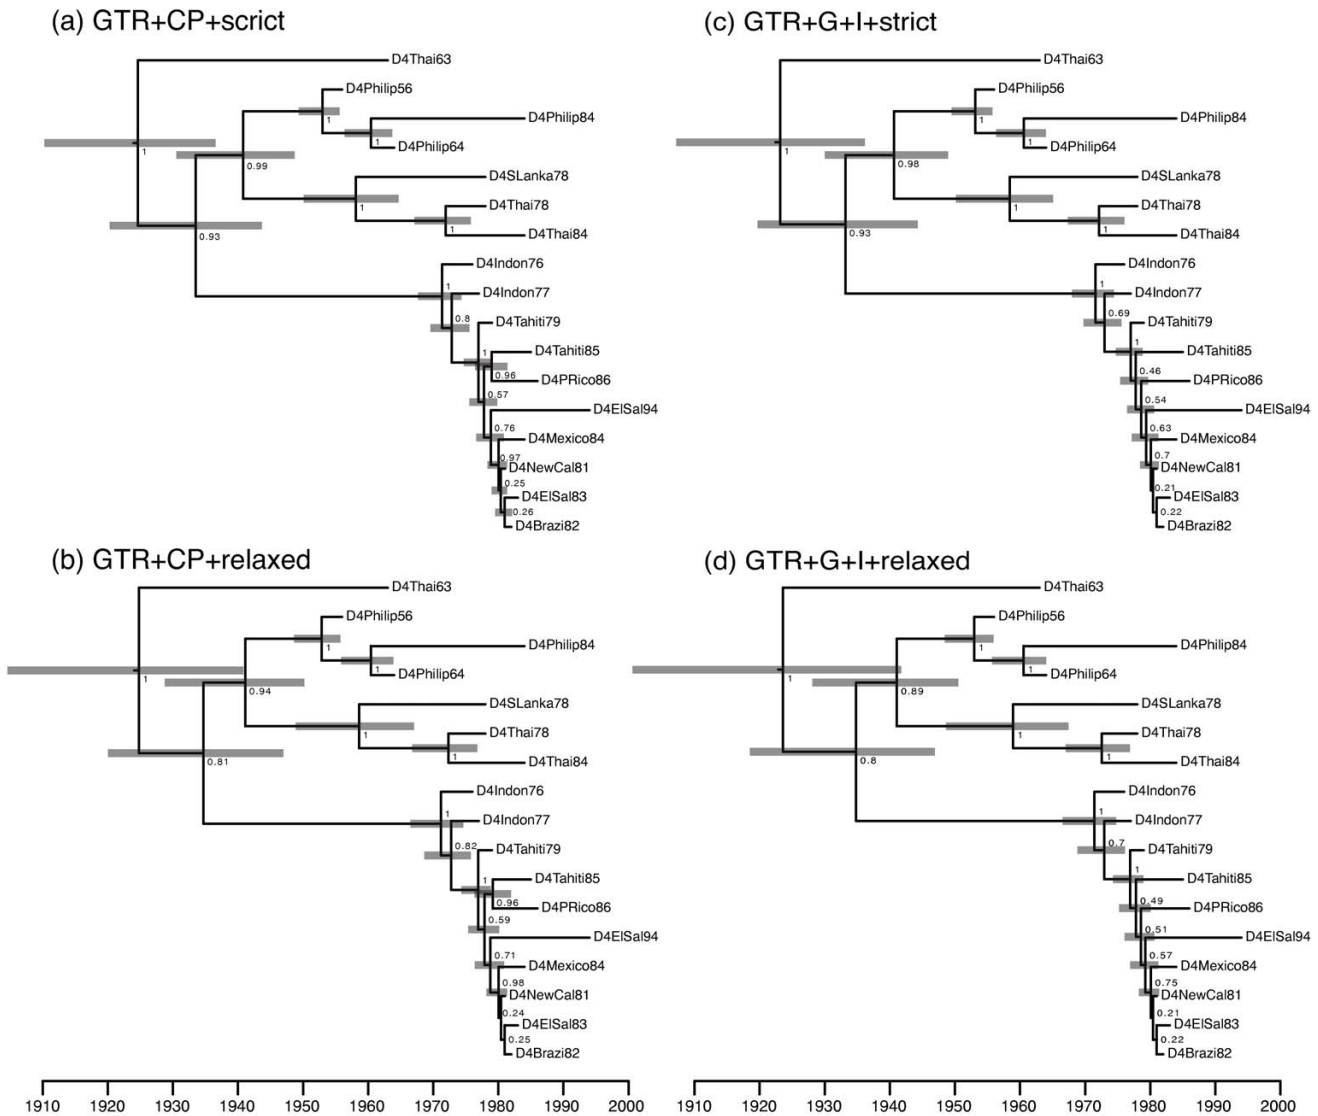 (a) GTR+CP+scrict
D4Thai63
D4Philip56
1
D4Philip84
1
D4Philip64
1
0.99
D4SLanka78
1
D4Thai78
1
D4Thai84
0.93
D4Indon76
1
D4Indon77
0.8
D4Tahiti79
1
D4Tahiti85
0.96
D4PRico86
0.57
D4ElSal94
0.76
D4Mexico84
0.97
D4NewCal81
0.25
D4ElSal83
0.26
D4Brazi82
(c) GTR+G+I+strict
D4Thai63
D4Philip56
1
D4Philip84
1
D4Philip64
1
0.98
D4SLanka78
1
D4Thai78
1
D4Thai84
0.93
D4Indon76
1
D4Indon77
0.69
D4Tahiti79
1
D4Tahiti85
0.46
D4PRico86
0.54
D4ElSal94
0.63
D4Mexico84
0.7
D4NewCal81
0.21
D4ElSal83
0.22
D4Brazi82
(b) GTR+CP+relaxed
D4Thai63
D4Philip56
1
D4Philip84
1
D4Philip64
1
0.94
D4SLanka78
1
D4Thai78
1
D4Thai84
0.81
D4Indon76
1
D4Indon77
0.82
D4Tahiti79
1
D4Tahiti85
0.96
D4PRico86
0.59
D4ElSal94
0.71
D4Mexico84
0.98
D4NewCal81
0.24
D4ElSal83
0.25
D4Brazi82
(d) GTR+G+I+relaxed
D4Thai63
D4Philip56
1
D4Philip84
1
D4Philip64
1
0.89
D4SLanka78
1
D4Thai78
1
D4Thai84
0.8
D4Indon76
1
D4Indon77
0.7
D4Tahiti79
1
D4Tahiti85
0.49
D4PRico86
0.51
D4ElSal94
0.57
D4Mexico84
0.75
D4NewCal81
0.21
D4ElSal83
0.22
D4Brazi82
1910 1920 1930 1940 1950 1960 1970 1980 1990 2000
1910 1920 1930 1940 1950 1960 1970 1980 1990 2000